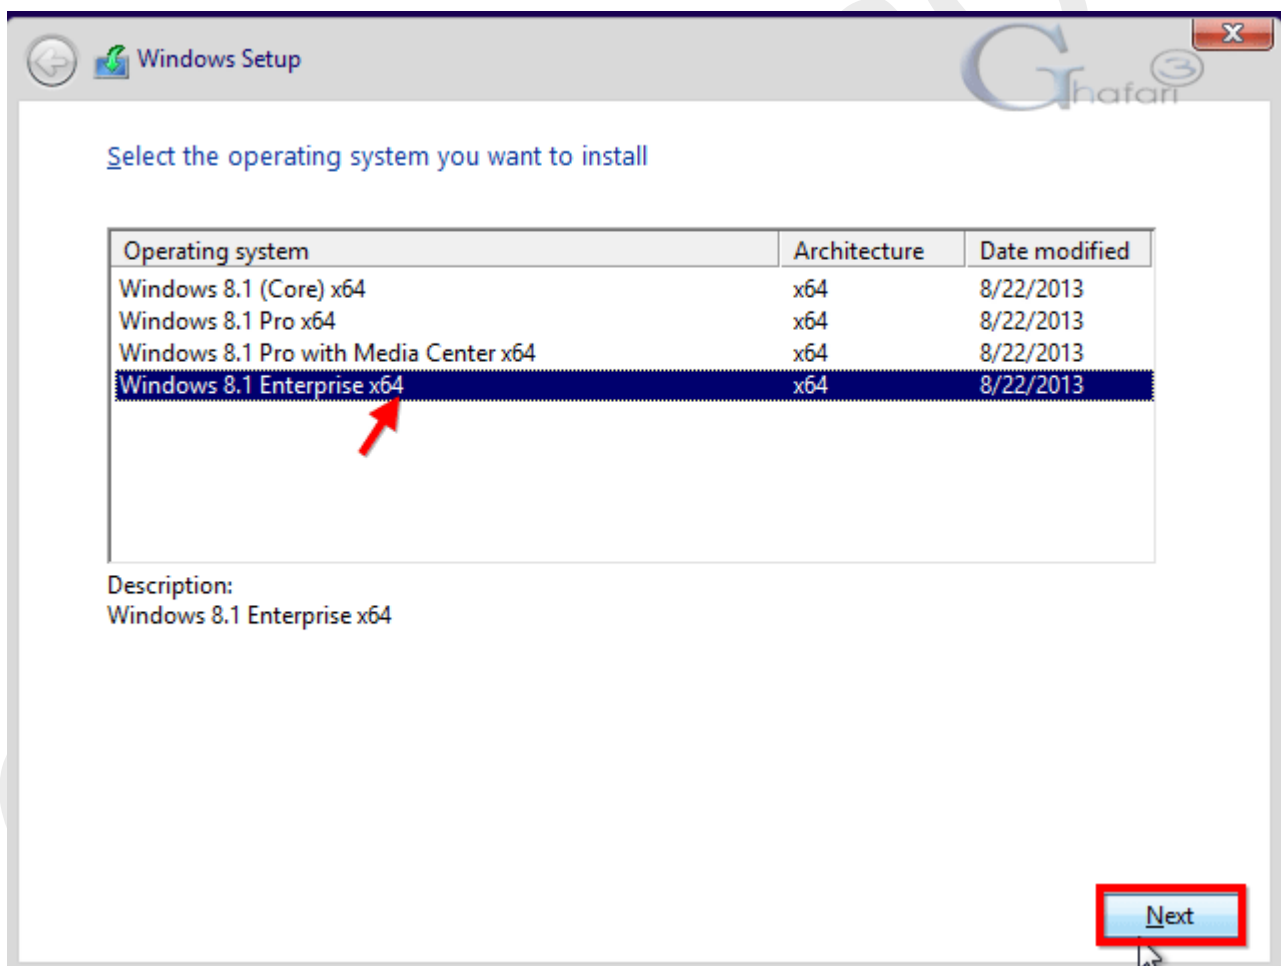 Windows Setup
X
Ghafari3
Select the operating system you want to install
Operating system Architecture Date modified
Windows 8.1 (Core) x64 x64 8/22/2013
Windows 8.1 Pro x64 x64 8/22/2013
Windows 8.1 Pro with Media Center x64 x64 8/22/2013
Windows 8.1 Enterprise x64 x64 8/22/2013
Description:
Windows 8.1 Enterprise x64
Next